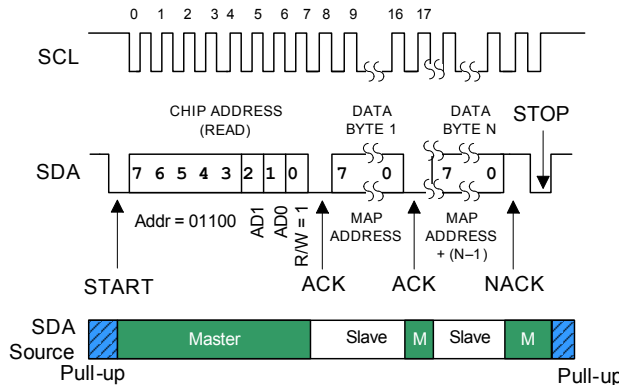 0 1 2 3 4 5 6 7 8 9 16 17
SCL
CHIP ADDRESS
(READ)
DATA
BYTE 1
DATA
BYTE N
STOP
SDA
7 6 5 4 3 2 1 0 7 0 7 0
Addr = 01100
AD1
AD0
R/W = 1
MAP
ADDRESS
MAP
ADDRESS
+ (N–1)
START
ACK
ACK
NACK
SDA
Source
Master
Slave
M
Slave
M
Pull-up
Pull-up